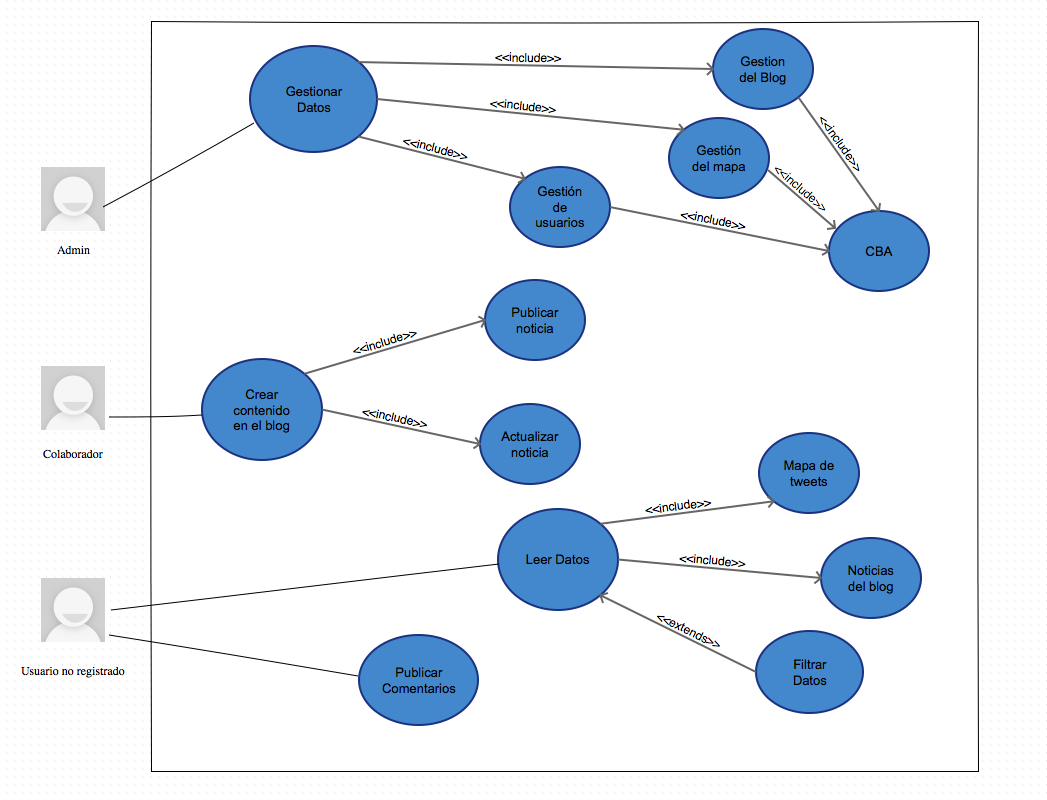 <<include>>
Gestion
del Blog
Gestionar
Datos
<<include>>
<<include>>
<<include>>
Gestión
del mapa
<<include>>
Gestión
de
usuarios
<<include>>
CBA
Admin
Publicar
noticia
<<include>>
Crear
contenido
en el blog
<<include>>
Actualizar
noticia
Colaborador
Mapa de
tweets
<<include>>
Leer Datos
<<include>>
Noticias
del blog
<<extends>>
Filtrar
Datos
Usuario no registrado
Publicar
Comentarios